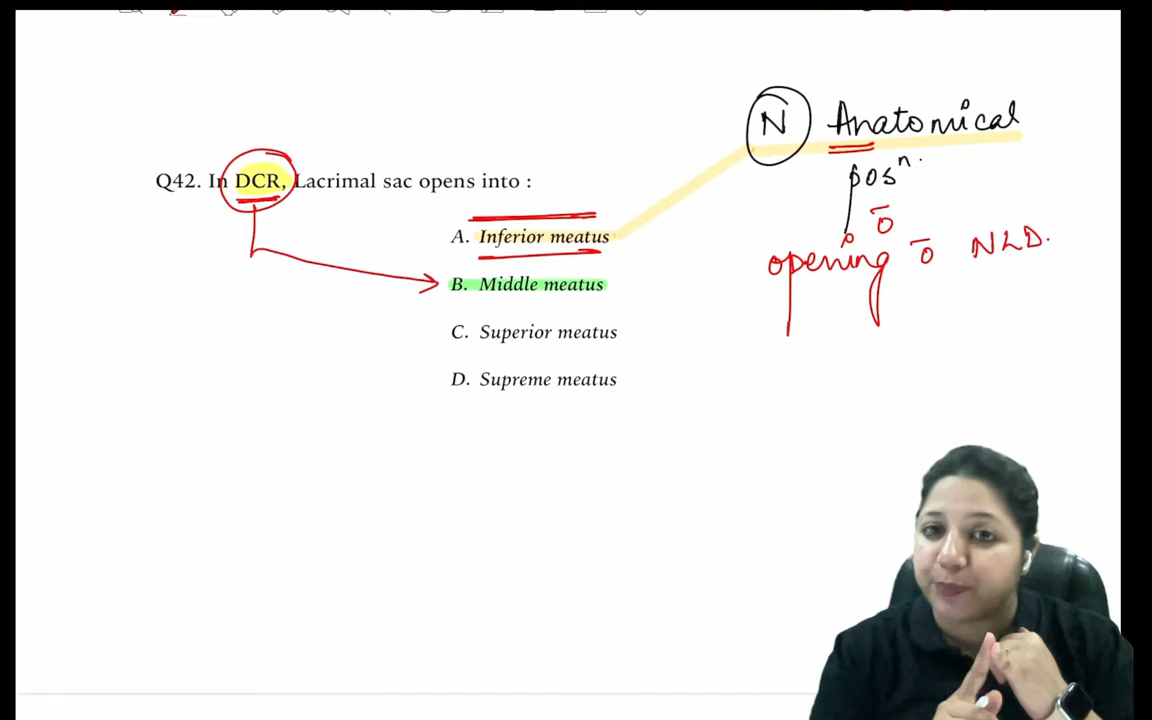 Q42. In DCR, Lacrimal sac opens into :
A. Inferior meatus
B. Middle meatus
C. Superior meatus
D. Supreme meatus
N Anatomical
posⁿ.
ō
opening ō NLD.